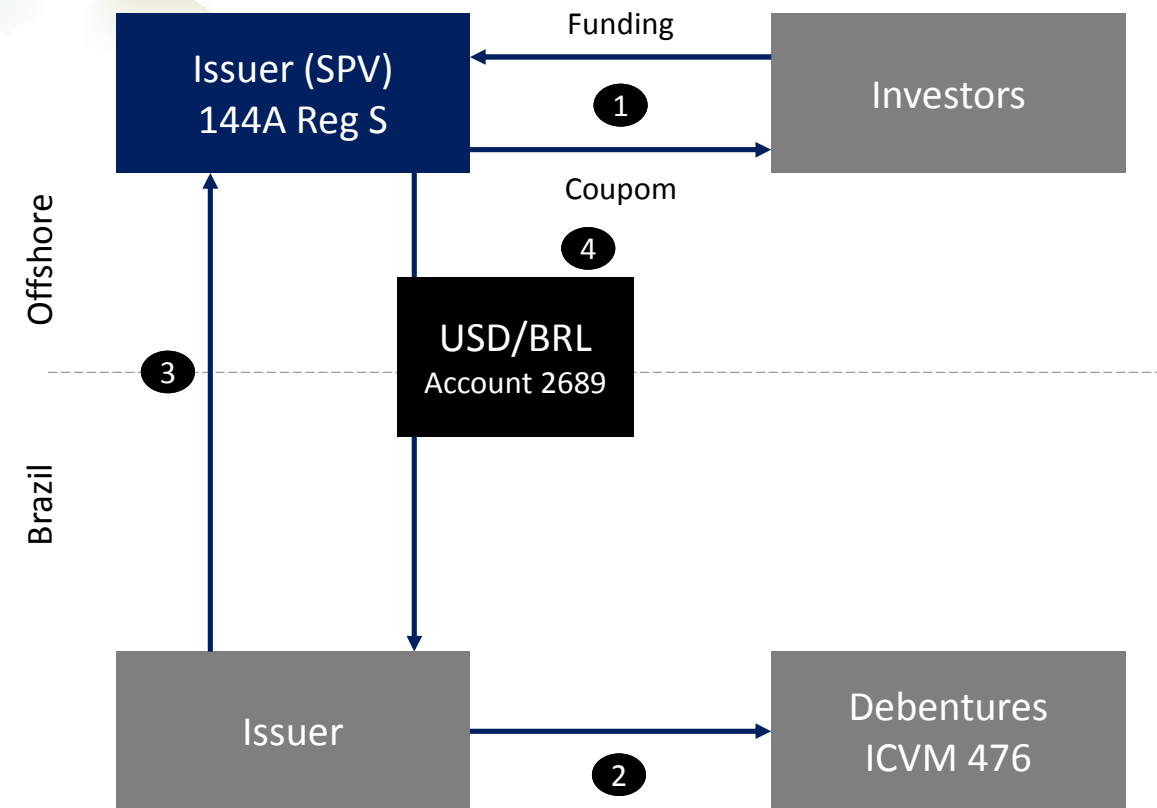 Funding
Issuer (SPV)
144A Reg S
1
Investors
Coupom
4
Offshore
USD/BRL
Account 2689
3
Brazil
Issuer
2
Debentures
ICVM 476